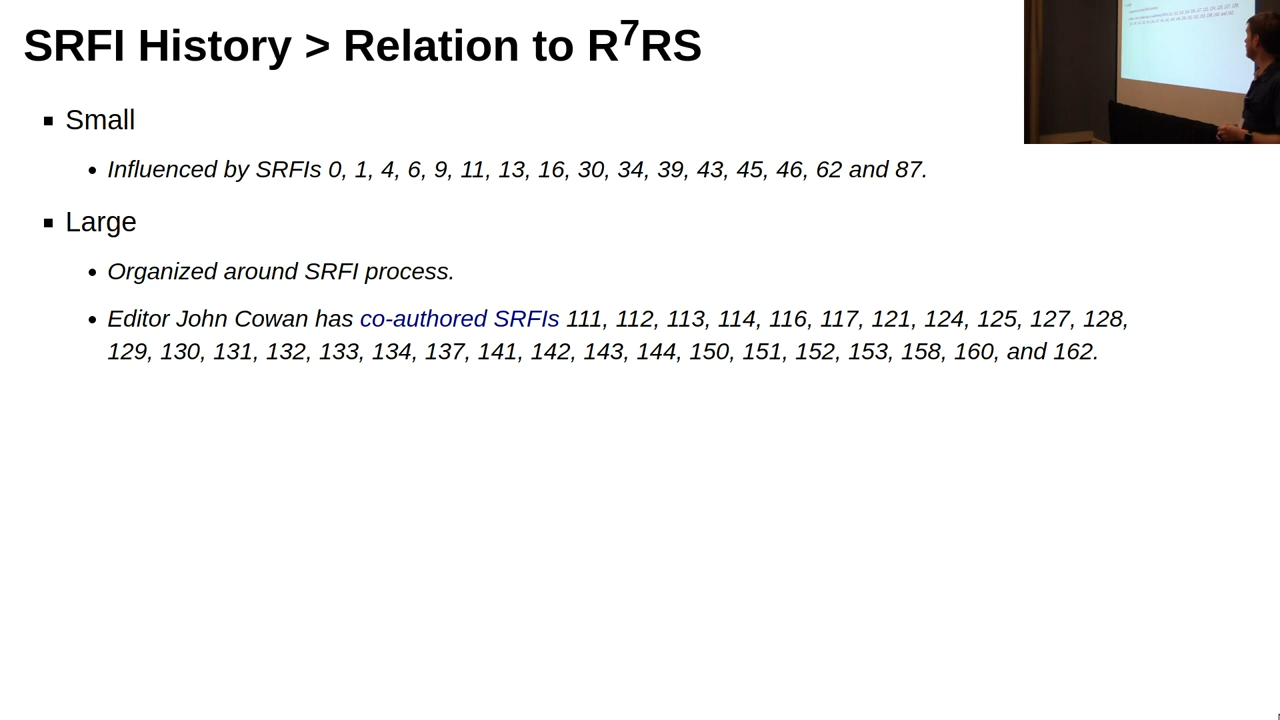 SRFI History > Relation to R⁷RS
Small
Influenced by SRFIs 0, 1, 4, 6, 9, 11, 13, 16, 30, 34, 39, 43, 45, 46, 62 and 87.
Large
Organized around SRFI process.
Editor John Cowan has co-authored SRFIs 111, 112, 113, 114, 116, 117, 121, 124, 125, 127, 128,
129, 130, 131, 132, 133, 134, 137, 141, 142, 143, 144, 150, 151, 152, 153, 158, 160, and 162.